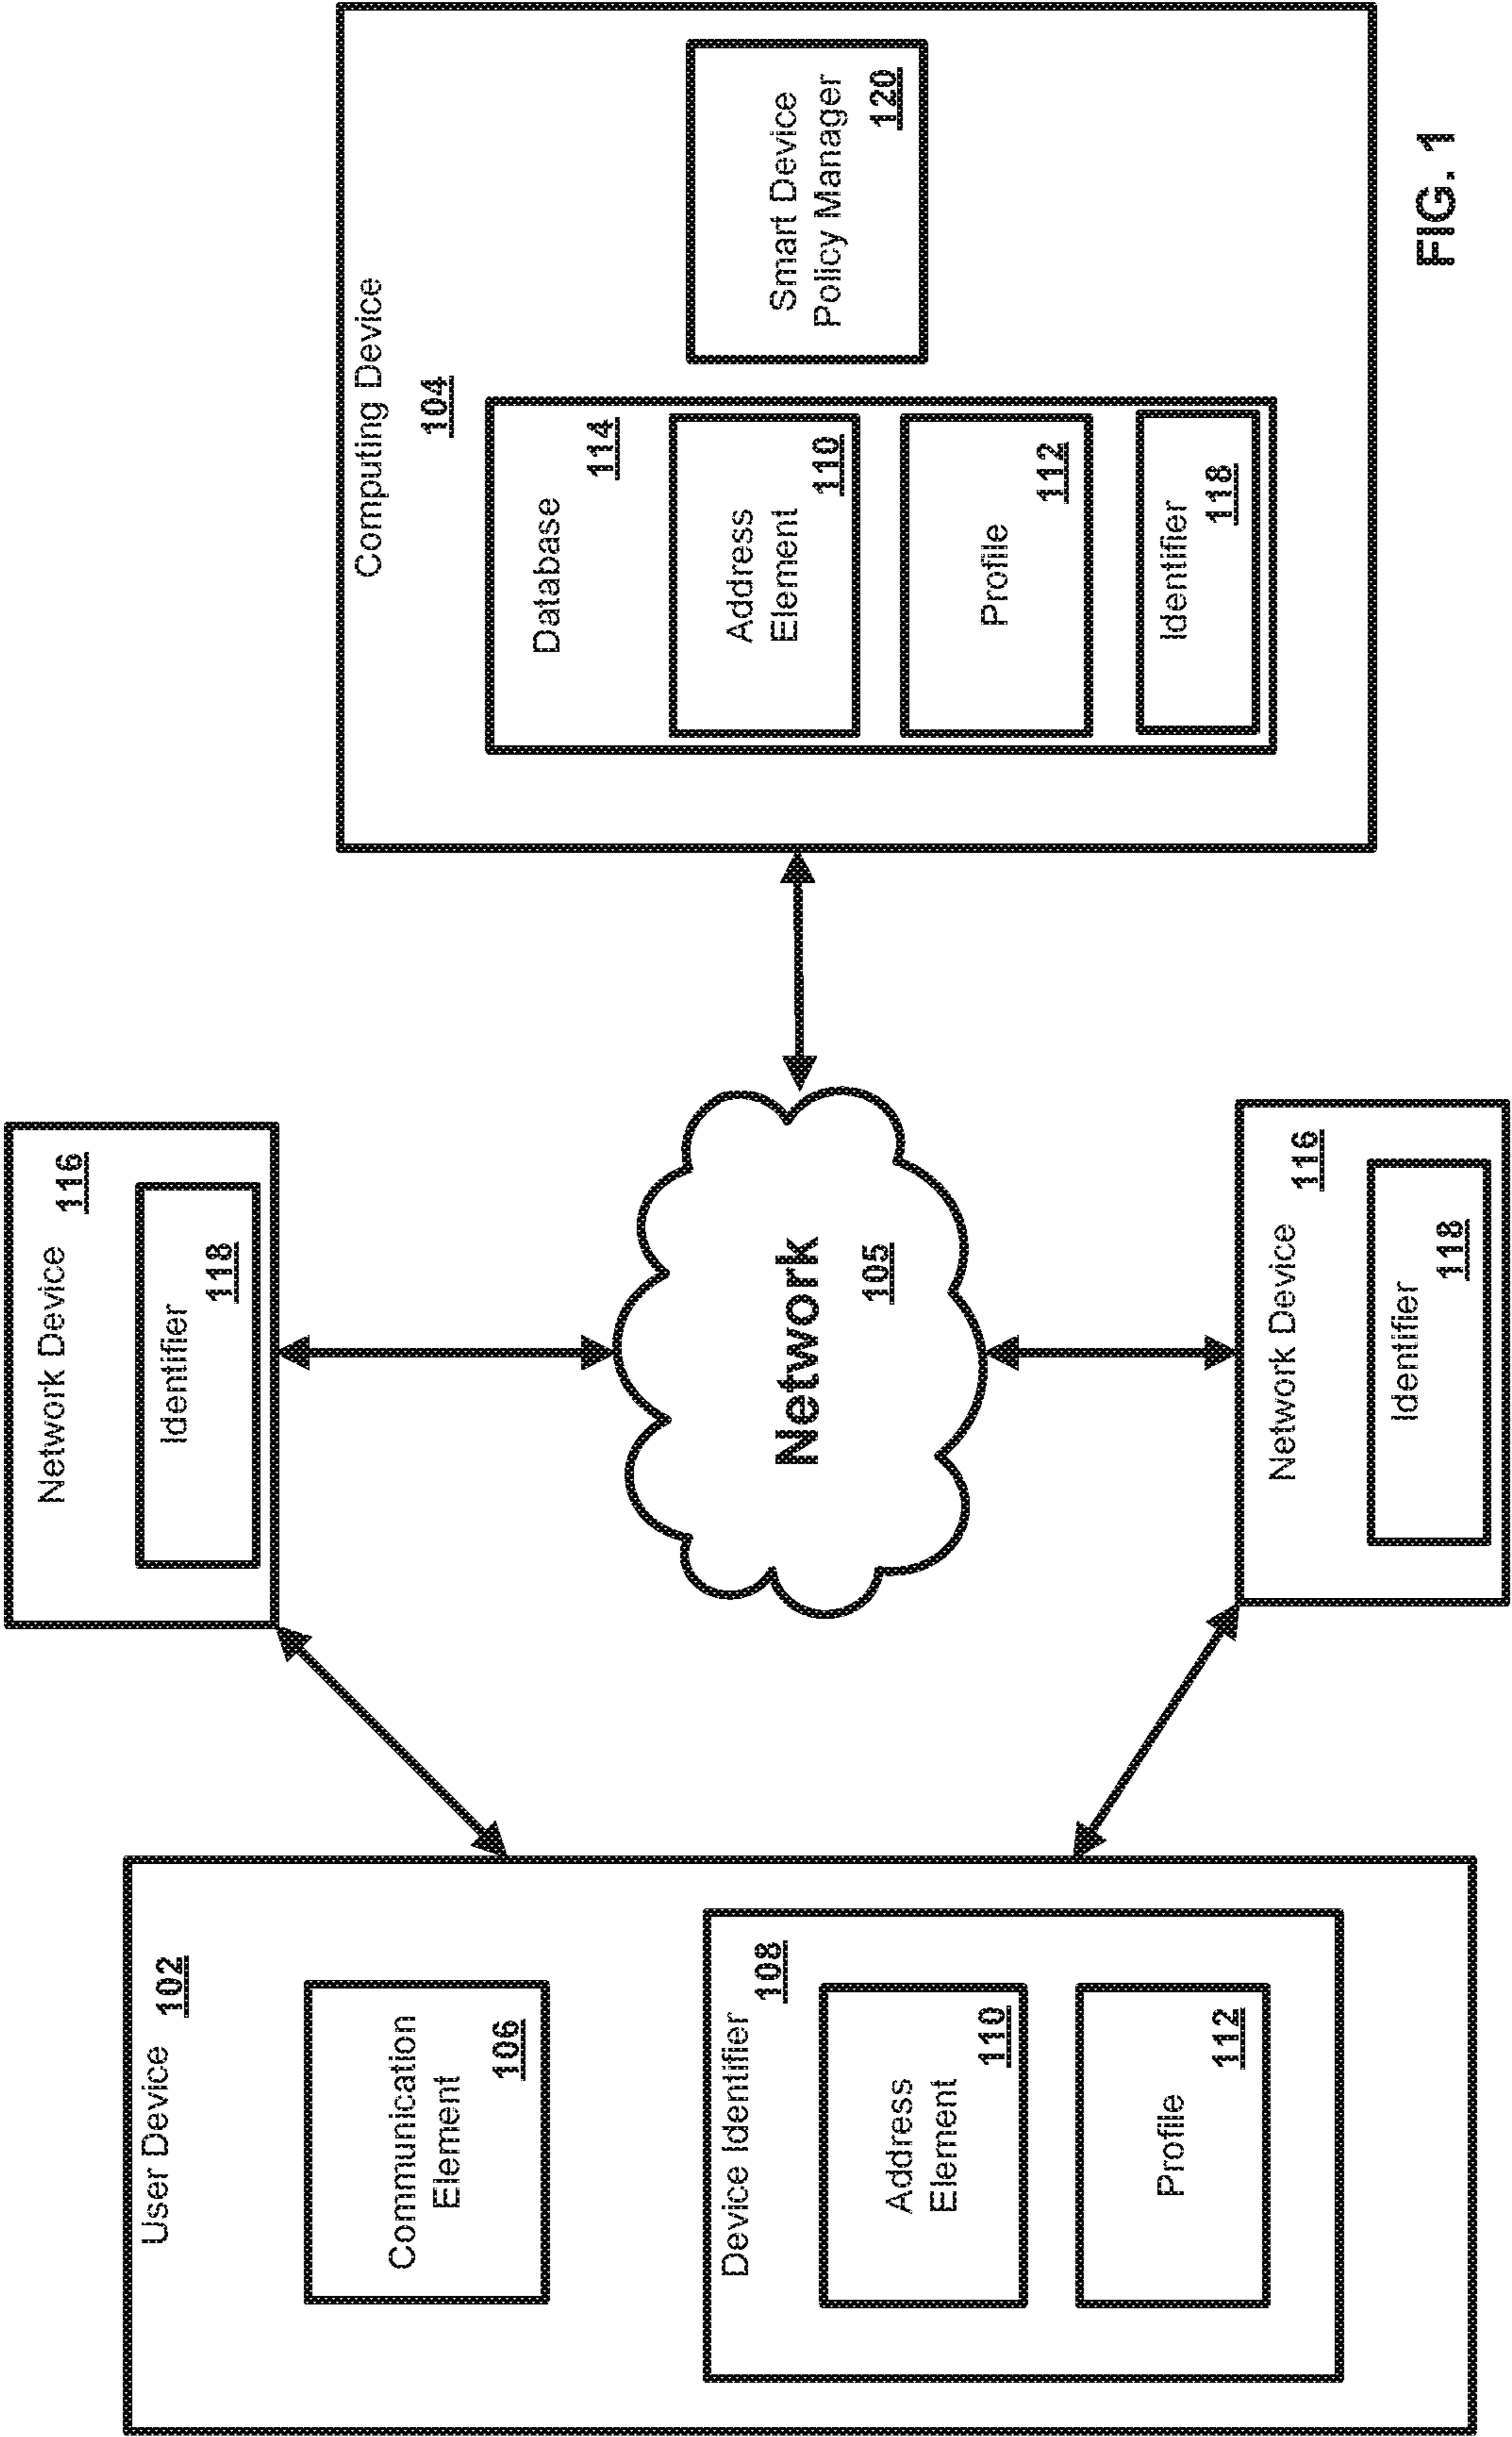 User Device
102
Communication
Element
106
Device Identifier
108
Address
Element
110
Profile
112
Network Device
116
Identifier
118
Network
105
Network Device
116
Identifier
118
Computing Device
104
Database
114
Address
Element
110
Profile
112
Identifier
118
Smart Device
Policy Manager
120
FIG. 1